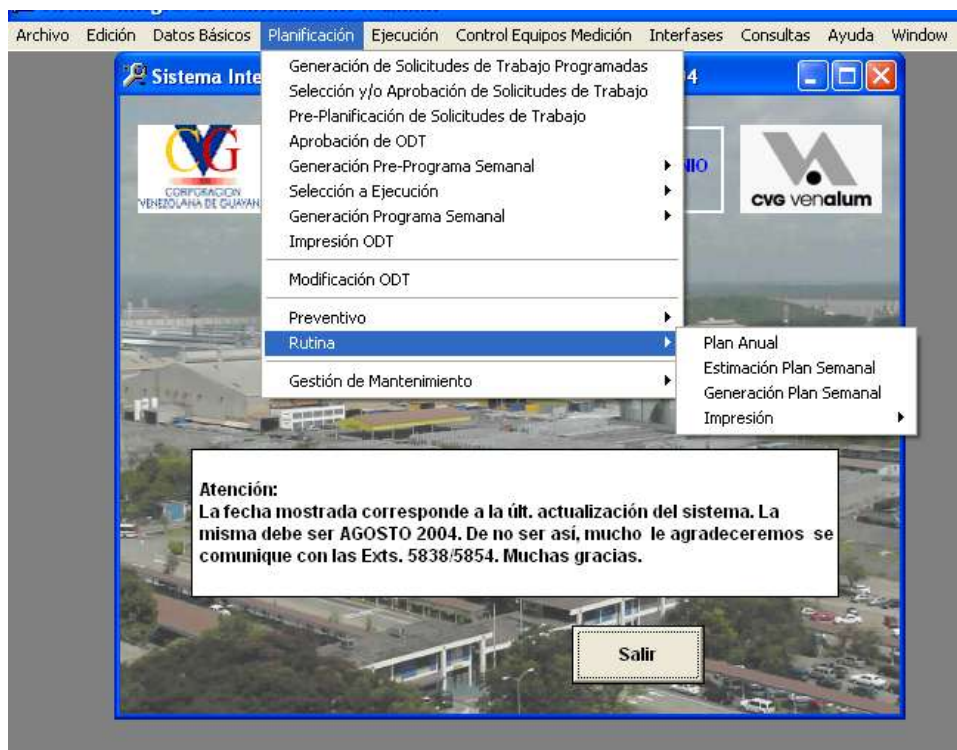 Archivo Edición Datos Básicos Planificación Ejecución Control Equipos Medición Interfases Consultas Ayuda Window
Sistema Inte
4
Generación de Solicitudes de Trabajo Programadas
Selección y/o Aprobación de Solicitudes de Trabajo
Pre-Planificación de Solicitudes de Trabajo
Aprobación de ODT
Generación Pre-Programa Semanal
Selección a Ejecución
Generación Programa Semanal
Impresión ODT
Modificació ODT
Preventivo
Rutina
Gestión de Mantenimiento
Plan Anual
Estimación Plan Semanal
Generación Plan Semanal
Impresión
CVG
CORPORACION
VENEZOLANA DE GUAYAN
NIO
CVG venalum
Atención:
La fecha mostrada corresponde a la últ. actualización del sistema. La
misma debe ser AGOSTO 2004. De no ser así, mucho le agradeceremos se
comunique con las Exts. 5838/5854. Muchas gracias.
Salir